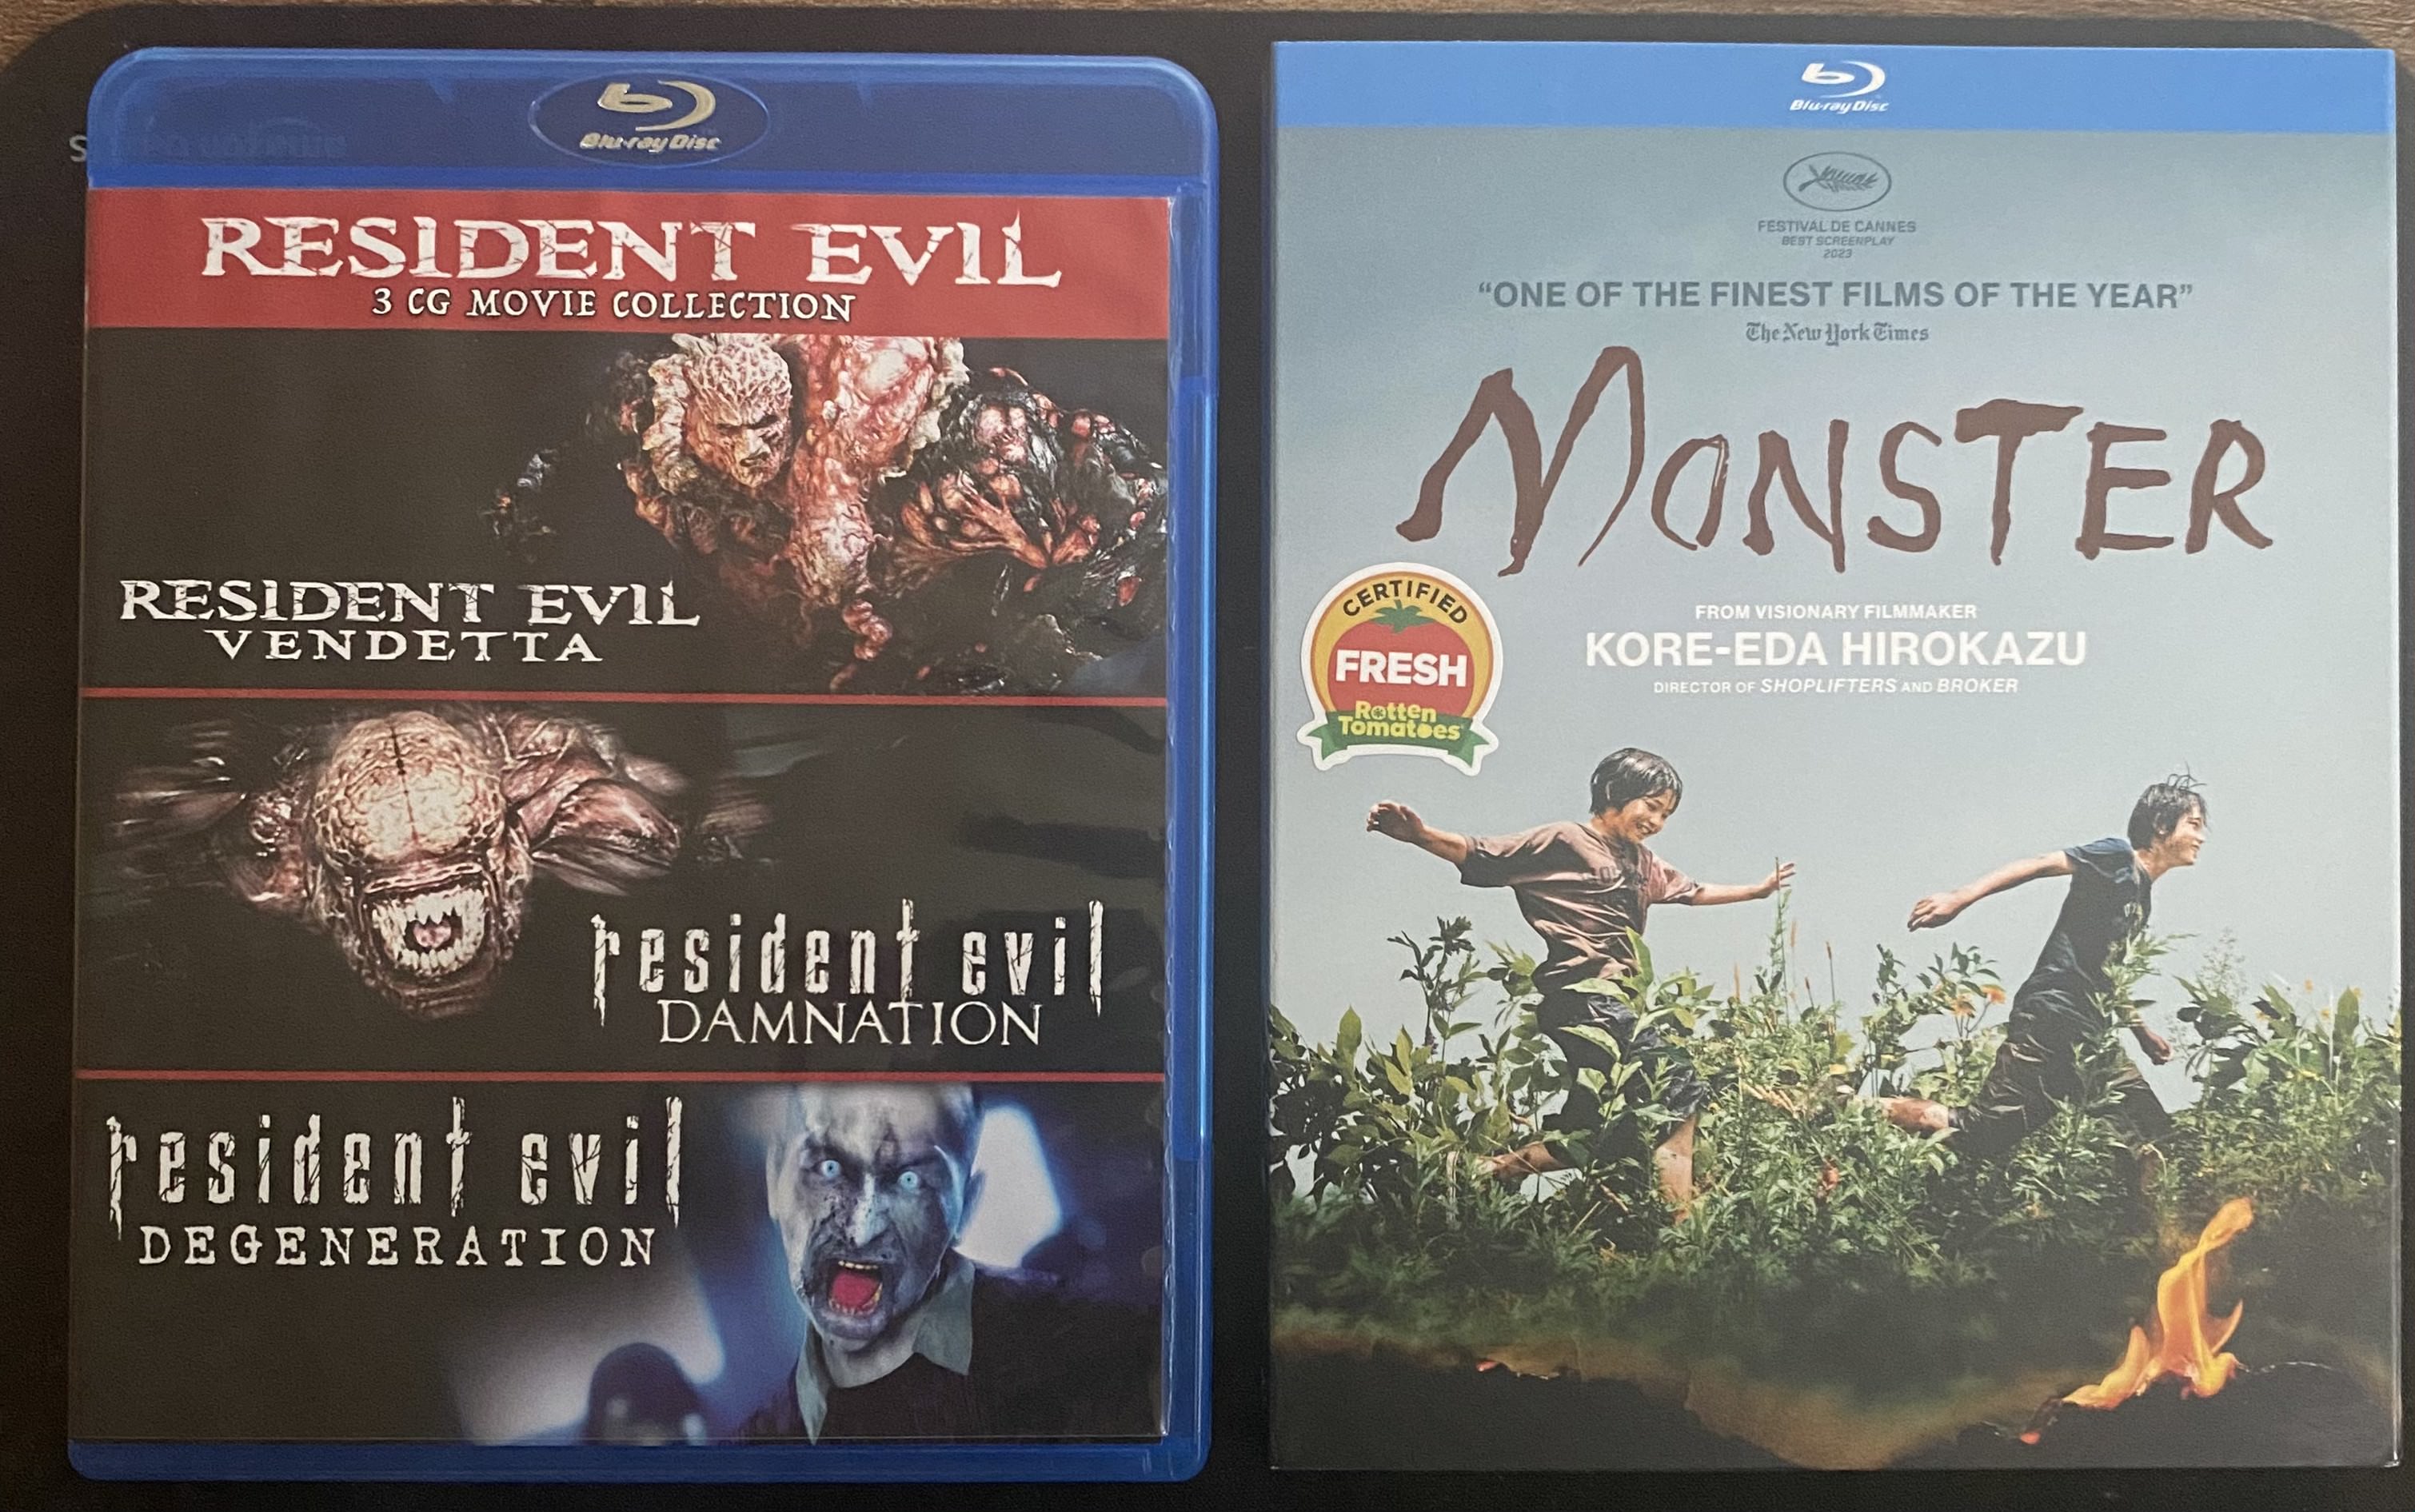 Blu-ray Disc
RESIDENT EVIL
3 CG MOVIE COLLECTION
RESIDENT EVIL
VENDETTA
resident evil
DAMNATION
resident evil
DEGENERATION
Blu-ray Disc
FESTIVAL DE CANNES
BEST SCREENPLAY
2023
“ONE OF THE FINEST FILMS OF THE YEAR”
The New York Times
MONSTER
CERTIFIED
FRESH
Rotten
Tomatoes
FROM VISIONARY FILMMAKER
KORE-EDA HIROKAZU
DIRECTOR OF SHOPLIFTERS AND BROKER